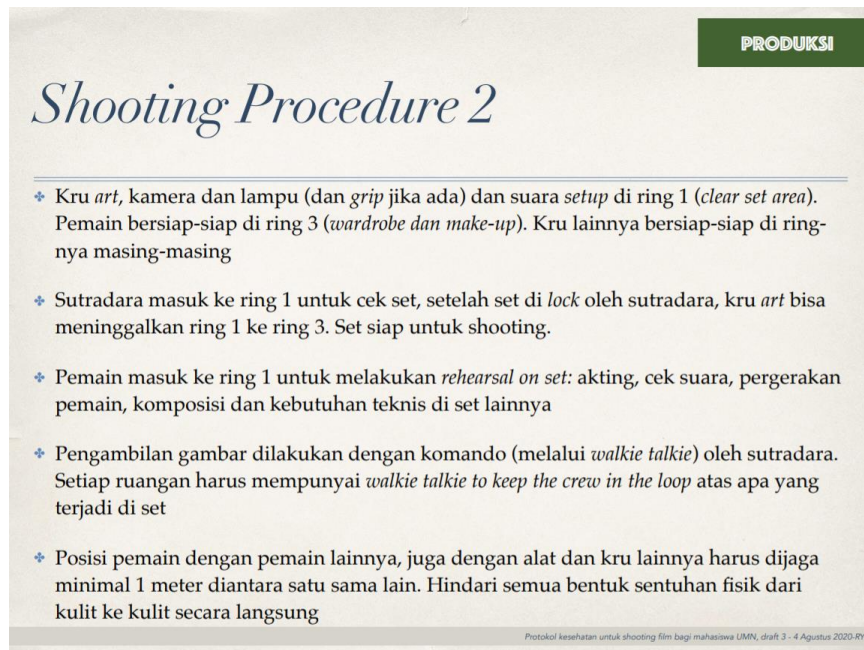 PRODUKSI
Shooting Procedure 2
Kru art, kamera dan lampu (dan grip jika ada) dan suara setup di ring 1 (clear set area).
Pemain bersiap-siap di ring 3 (wardrobe dan make-up). Kru lainnya bersiap-siap di ring-
nya masing-masing
Sutradara masuk ke ring 1 untuk cek set, setelah set di lock oleh sutradara, kru art bisa
meninggalkan ring 1 ke ring 3. Set siap untuk shooting.
Pemain masuk ke ring 1 untuk melakukan rehearsal on set: akting, cek suara, pergerakan
pemain, komposisi dan kebutuhan teknis di set lainnya
Pengambilan gambar dilakukan dengan komando (melalui walkie talkie) oleh sutradara.
Setiap ruangan harus mempunyai walkie talkie to keep the crew in the loop atas apa yang
terjadi di set
Posisi pemain dengan pemain lainnya, juga dengan alat dan kru lainnya harus dijaga
minimal 1 meter diantara satu sama lain. Hindari semua bentuk sentuhan fisik dari
kulit ke kulit secara langsung
Protokol kesehatan untuk shooting film bagi mahasiswa UMN, draft 3 - 4 Agustus 2020-RY